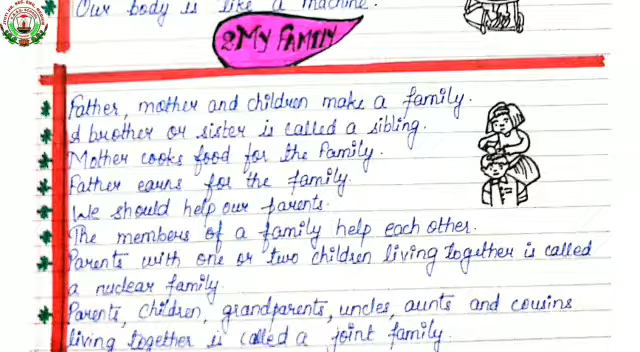 Our body is like a machine.
2. My FAMILY
Father, mother and children make a family.
A brother or sister is called a sibling.
Mother cooks food for the Family.
Father earns for the family.
We should help our parents.
The members of a family help each other.
Parents with one or two children living together is called
a nuclear family.
Parents, children, grandparents, uncles, aunts and cousins
living together is called a joint family.